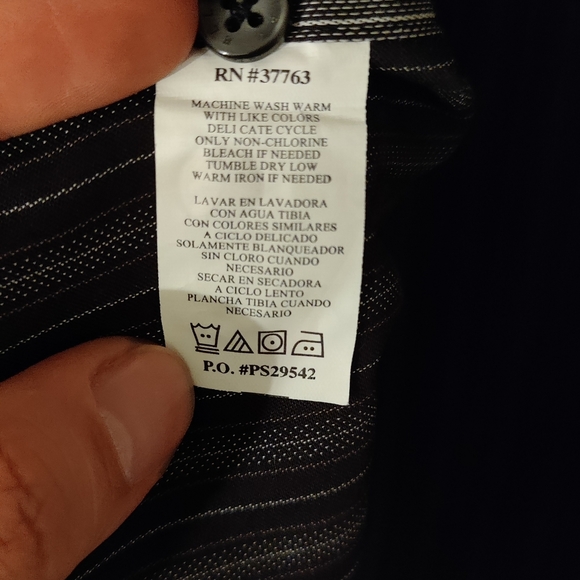 RN #37763
MACHINE WASH WARM
WITH LIKE COLORS
DELI CATE CYCLE
ONLY NON-CHLORINE
BLEACH IF NEEDED
TUMBLE DRY LOW
WARM IRON IF NEEDED
LAVAR EN LAVADORA
CON AGUA TIBIA
CON COLORES SIMILARES
A CICLO DELICADO
SOLAMENTE BLANQUEADOR
SIN CLORO CUANDO
NECESARIO
SECAR EN SECADORA
A CICLO LENTO
PLANCHA TIBIA CUANDO
NECESARIO
P.O. #PS29542